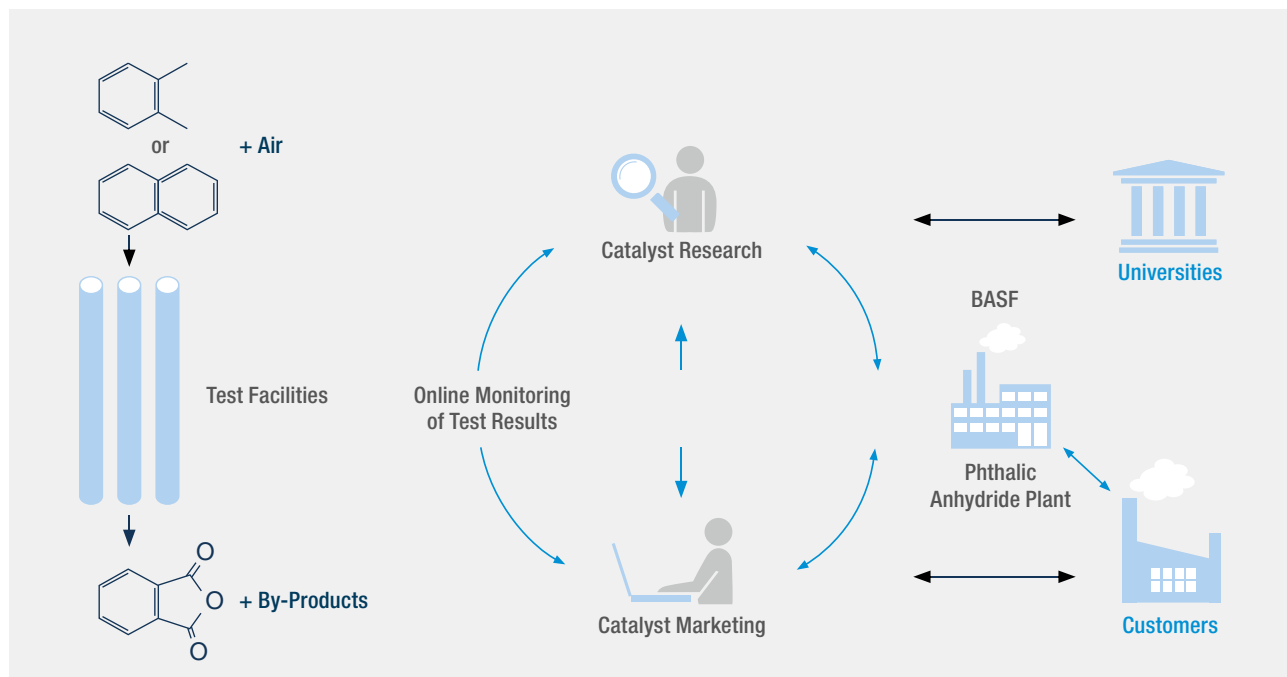 or
+ Air
Test Facilities
O
O
O
+ By-Products
Online Monitoring
of Test Results
Catalyst Research
Catalyst Marketing
BASF
Phthalic
Anhydride Plant
Universities
Customers